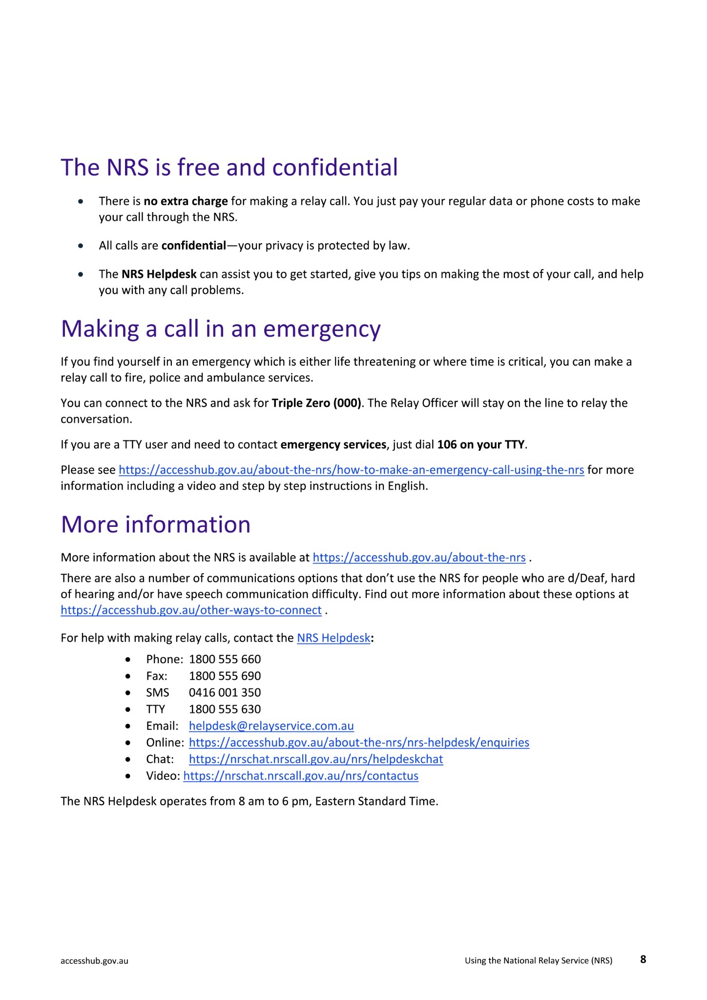 The NRS is free and confidential
• There is no extra charge for making a relay call. You just pay your regular data or phone costs to make
your call through the NRS.
• All calls are confidential—your privacy is protected by law.
• The NRS Helpdesk can assist you to get started, give you tips on making the most of your call, and help
you with any call problems.
Making a call in an emergency
If you find yourself in an emergency which is either life threatening or where time is critical, you can make a
relay call to fire, police and ambulance services.
You can connect to the NRS and ask for Triple Zero (000). The Relay Officer will stay on the line to relay the
conversation.
If you are a TTY user and need to contact emergency services, just dial 106 on your TTY.
Please see https://accesshub.gov.au/about-the-nrs/how-to-make-an-emergency-call-using-the-nrs for more
information including a video and step by step instructions in English.
More information
More information about the NRS is available at https://accesshub.gov.au/about-the-nrs .
There are also a number of communications options that don’t use the NRS for people who are d/Deaf, hard
of hearing and/or have speech communication difficulty. Find out more information about these options at
https://accesshub.gov.au/other-ways-to-connect .
For help with making relay calls, contact the NRS Helpdesk:
• Phone: 1800 555 660
• Fax: 1800 555 690
• SMS 0416 001 350
• TTY 1800 555 630
• Email: helpdesk@relayservice.com.au
• Online: https://accesshub.gov.au/about-the-nrs/nrs-helpdesk/enquiries
• Chat: https://nrschat.nrscall.gov.au/nrs/helpdeskchat
• Video: https://nrschat.nrscall.gov.au/nrs/contactus
The NRS Helpdesk operates from 8 am to 6 pm, Eastern Standard Time.
accesshub.gov.au Using the National Relay Service (NRS) 8